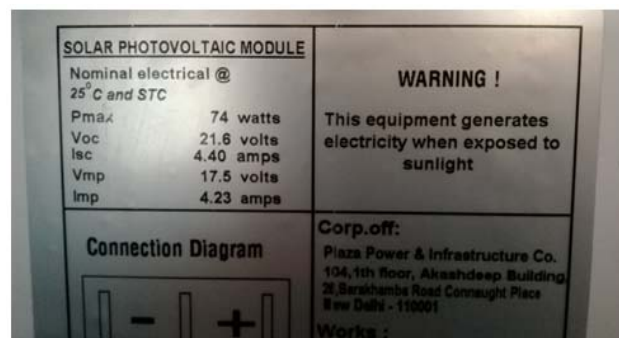 SOLAR PHOTOVOLTAIC MODULE
Nominal electrical @
25°C and STC
Pmax 74 watts
Voc 21.6 volts
Isc 4.40 amps
Vmp 17.5 volts
Imp 4.23 amps
WARNING !
This equipment generates
electricity when exposed to
sunlight
Connection Diagram
- +
Corp.off:
Plaza Power & Infrastructure Co.
104,1th floor, Akashdeep Building,
26,Barakhamba Road Connaught Place
New Delhi - 110001
Works :